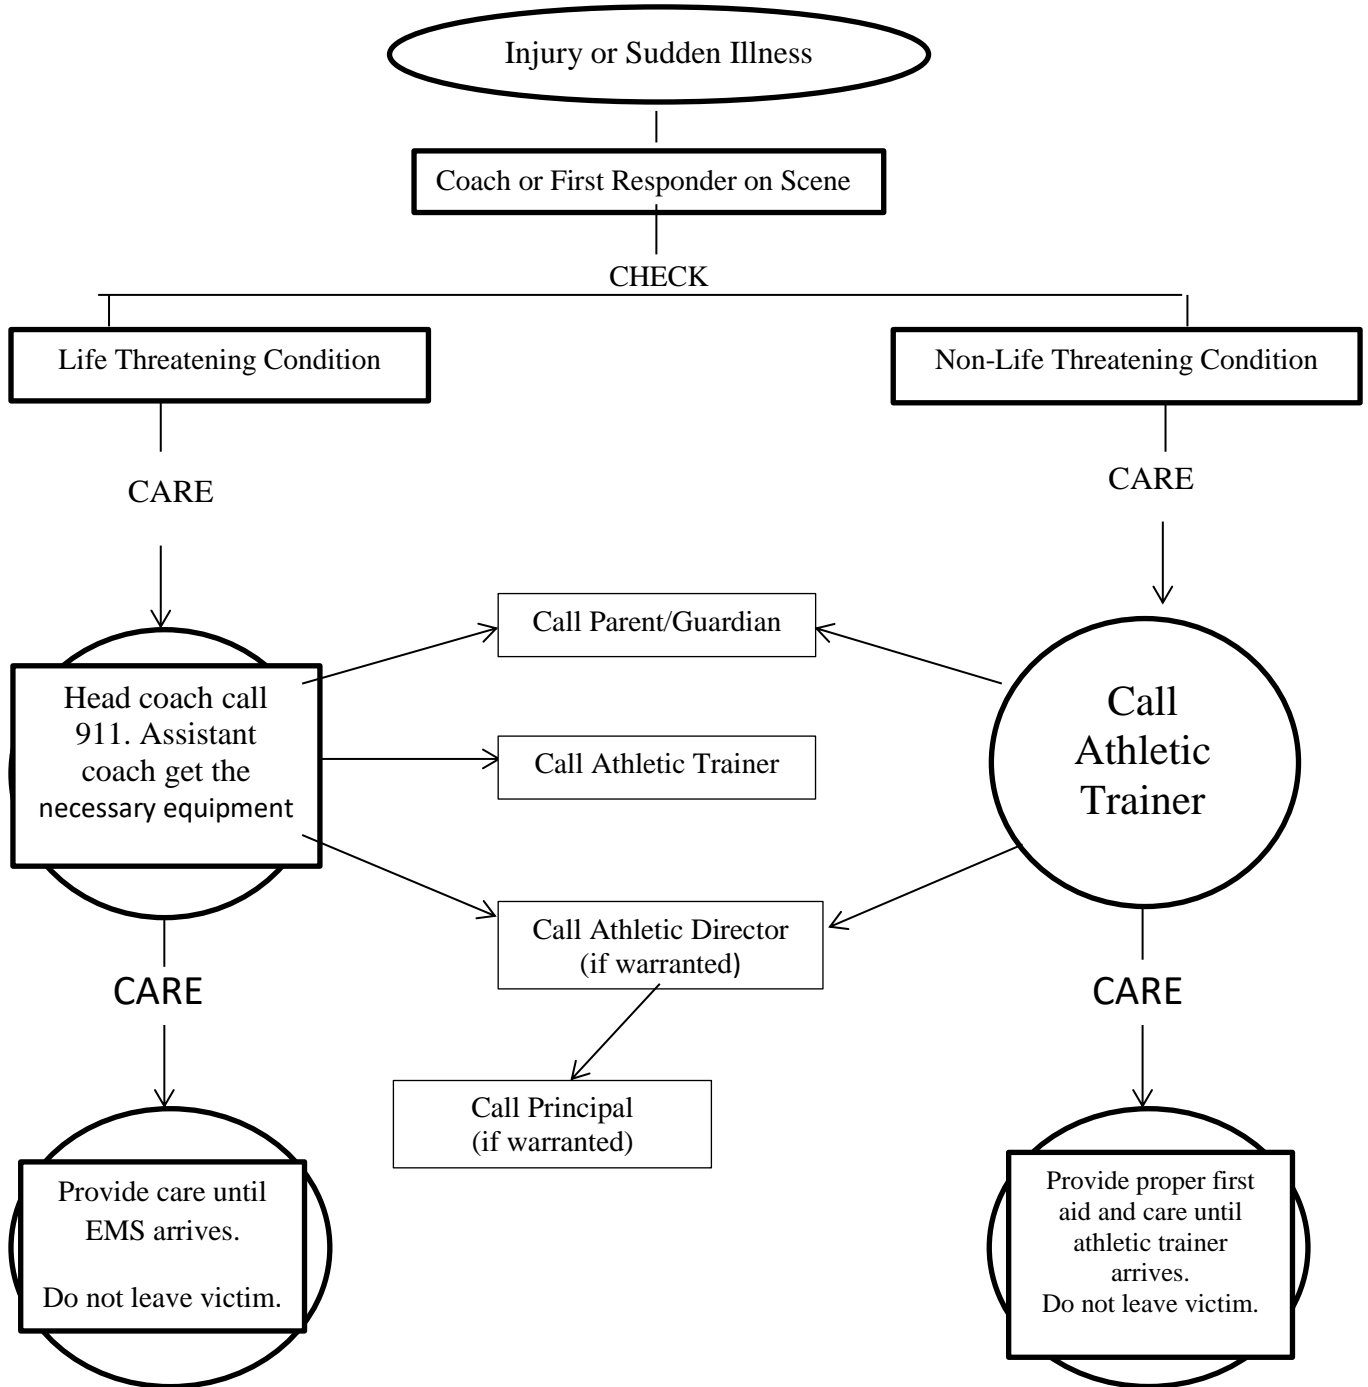 Injury or Sudden Illness
Coach or First Responder on Scene
CHECK
Life Threatening Condition
Non-Life Threatening Condition
CARE
CARE
Call Parent/Guardian
Head coach call
911. Assistant
coach get the
necessary equipment
Call Athletic Trainer
Call
Athletic
Trainer
Call Athletic Director
(if warranted)
CARE
CARE
Call Principal
(if warranted)
Provide care until
EMS arrives.
Do not leave victim.
Provide proper first
aid and care until
athletic trainer
arrives.
Do not leave victim.